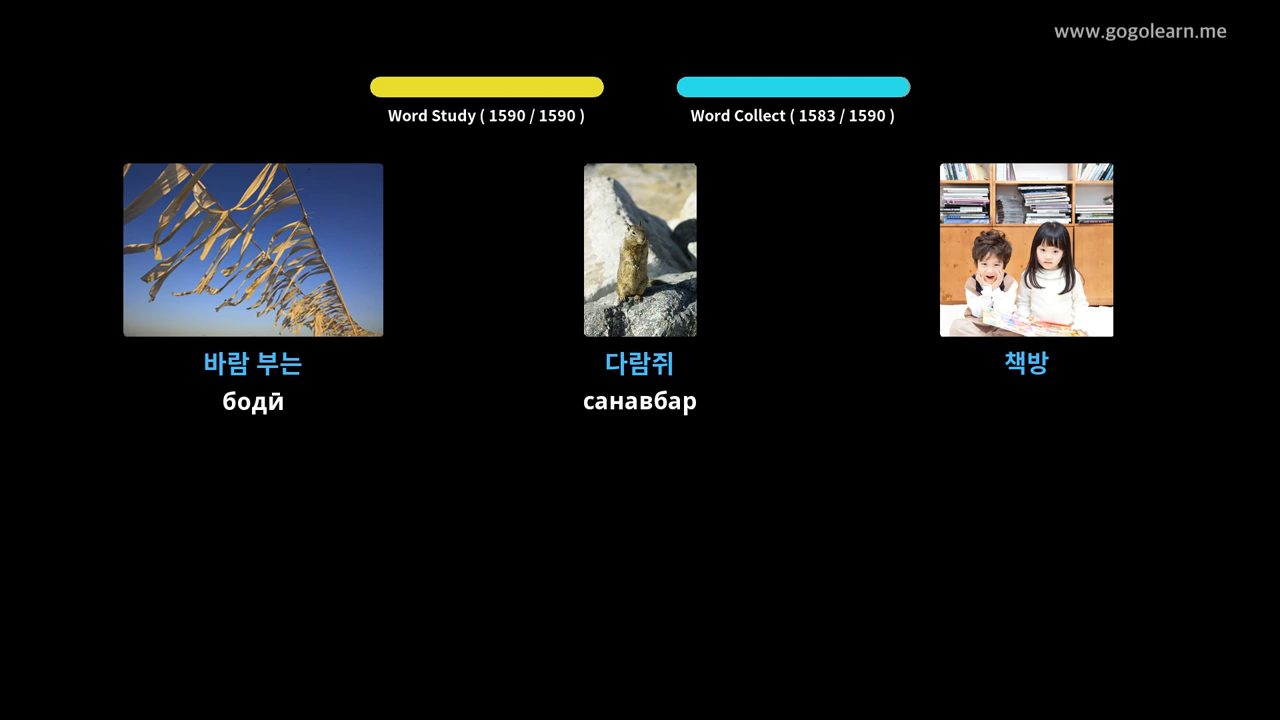 www.gogolearn.me
Word Study ( 1590 / 1590 )
Word Collect ( 1583 / 1590 )
바람 부는
бодӣ
다람쥐
санавбар
책방